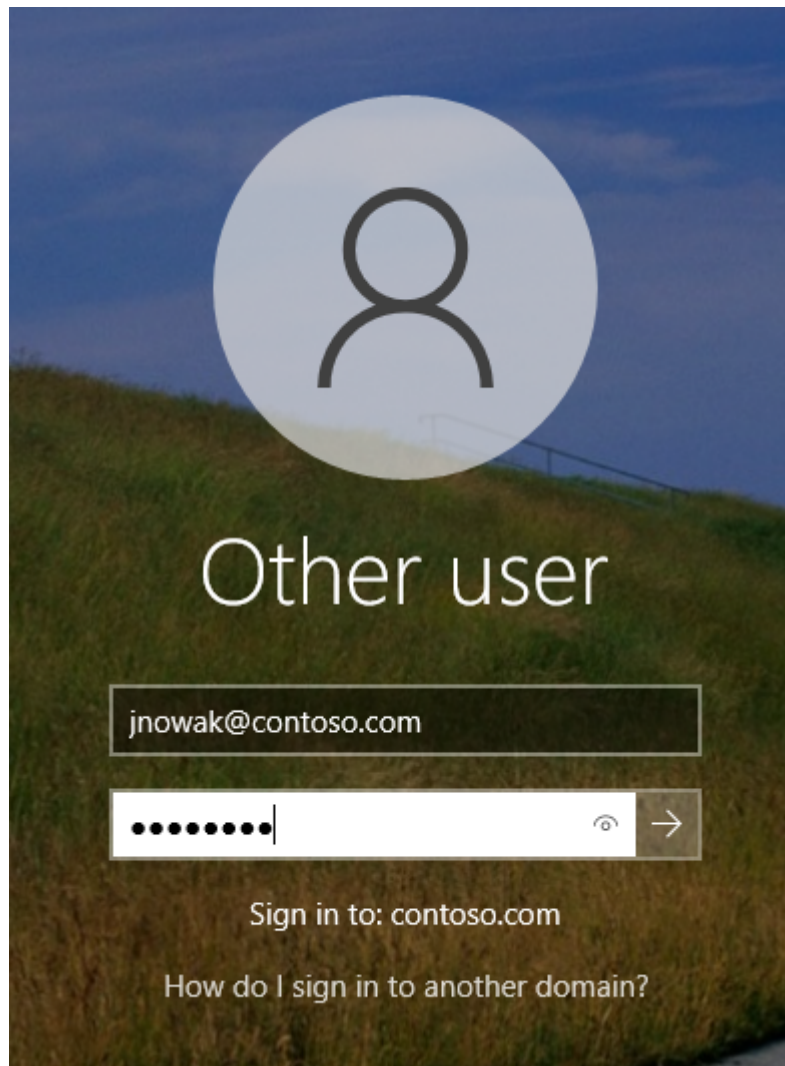 Other user
jnowak@contoso.com
••••••••
Sign in to: contoso.com
How do I sign in to another domain?